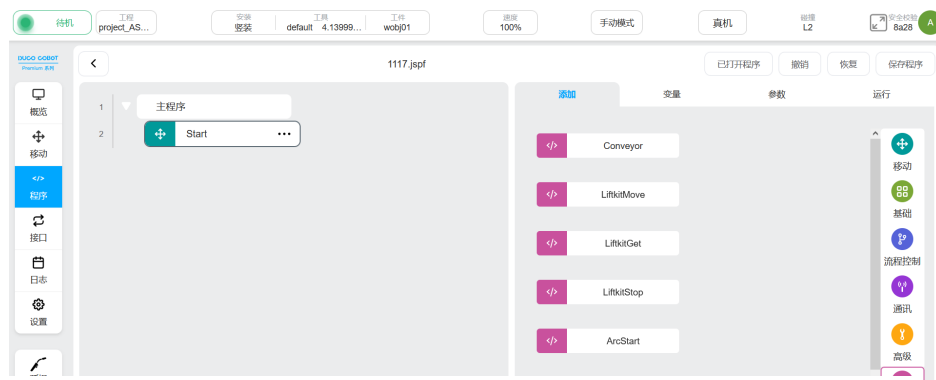 待机
工程
project_AS...
安装
竖装
工具
default 4.13999...
工件
wobj01
速度
100%
手动模式
真机
碰撞
L2
安全校验
8a28
A
DUCO COBOT
Premium 系列
1117.jspf
已打开程序
撤销
恢复
保存程序
概览
移动
程序
接口
日志
设置
1
主程序
2
Start
添加
变量
参数
运行
Conveyor
LiftkitMove
LiftkitGet
LiftkitStop
ArcStart
移动
基础
流程控制
通讯
高级